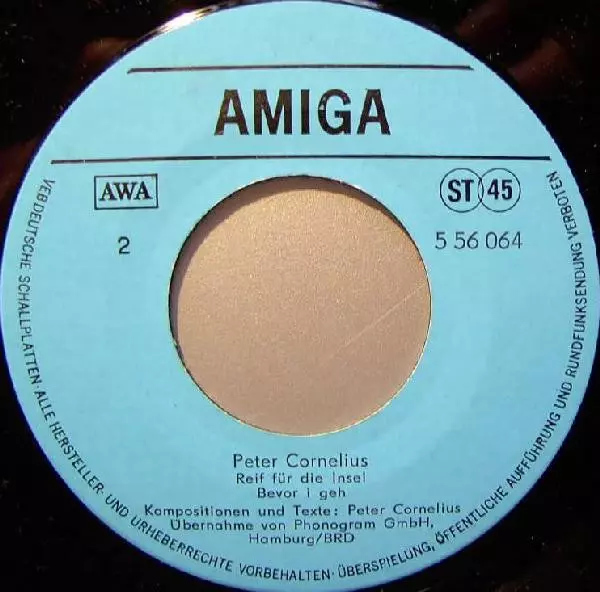 AMIGA
AWA
ST 45
2
5 56 064
Peter Cornelius
Reif für die Insel
Bevor i geh
Kompositionen und Texte: Peter Cornelius
Übernahme von Phonogram GmbH,
Hamburg/BRD
VEB DEUTSCHE SCHALLPLATTEN · ALLE HERSTELLER- UND URHEBERRECHTE VORBEHALTEN · ÜBERSPIELUNG, ÖFFENTLICHE AUFFÜHRUNG UND RUNDFUNKSENDUNG VERBOTEN